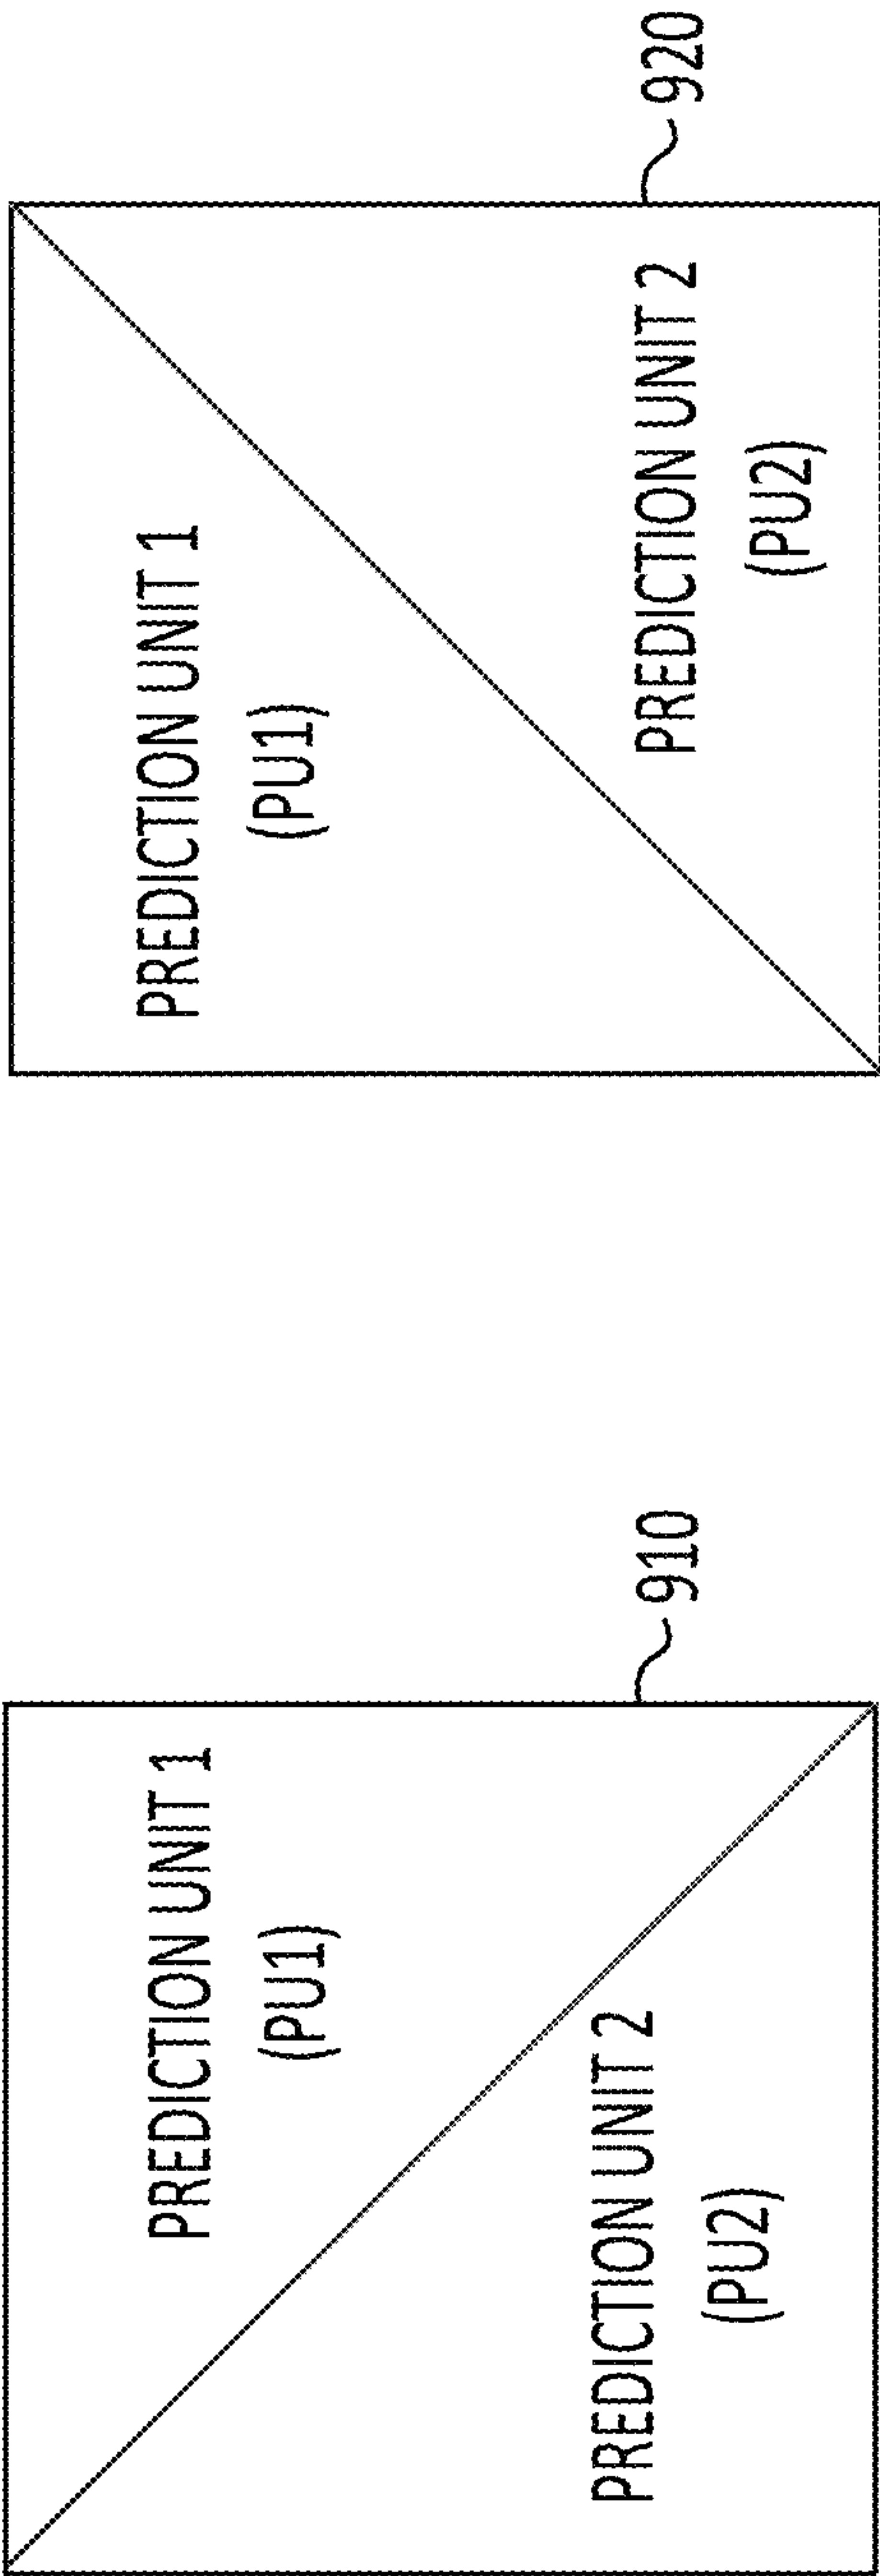 PREDICTION UNIT 1
(PU1)
PREDICTION UNIT 2
(PU2)
910
PREDICTION UNIT 1
(PU1)
PREDICTION UNIT 2
(PU2)
920